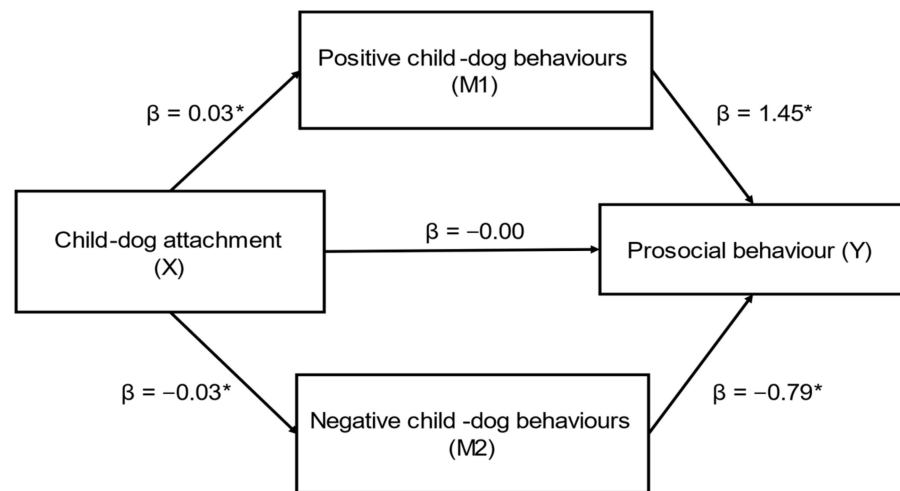 Positive child-dog behaviours
(M1)
β = 0.03*
β = 1.45*
Child-dog attachment
(X)
β = −0.00
Prosocial behaviour (Y)
β = −0.03*
β = −0.79*
Negative child-dog behaviours
(M2)